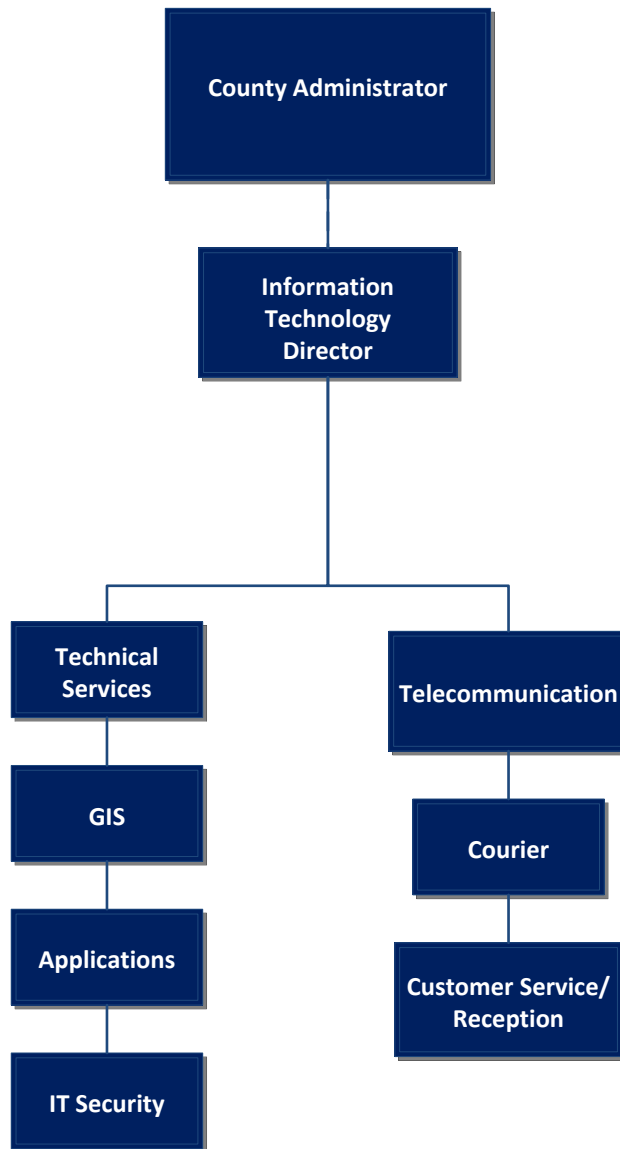 County Administrator
Information
Technology
Director
Technical
Services
Telecommunication
GIS
Courier
Applications
Customer Service/
Reception
IT Security